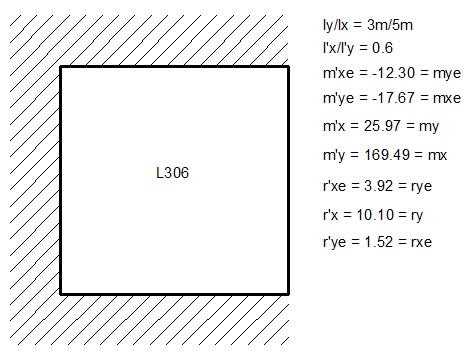 ly/lx = 3m/5m
l'x/l'y = 0.6
m'xe = -12.30 = mye
m'ye = -17.67 = mxe
m'x = 25.97 = my
L306
m'y = 169.49 = mx
r'xe = 3.92 = rye
r'x = 10.10 = ry
r'ye = 1.52 = rxe